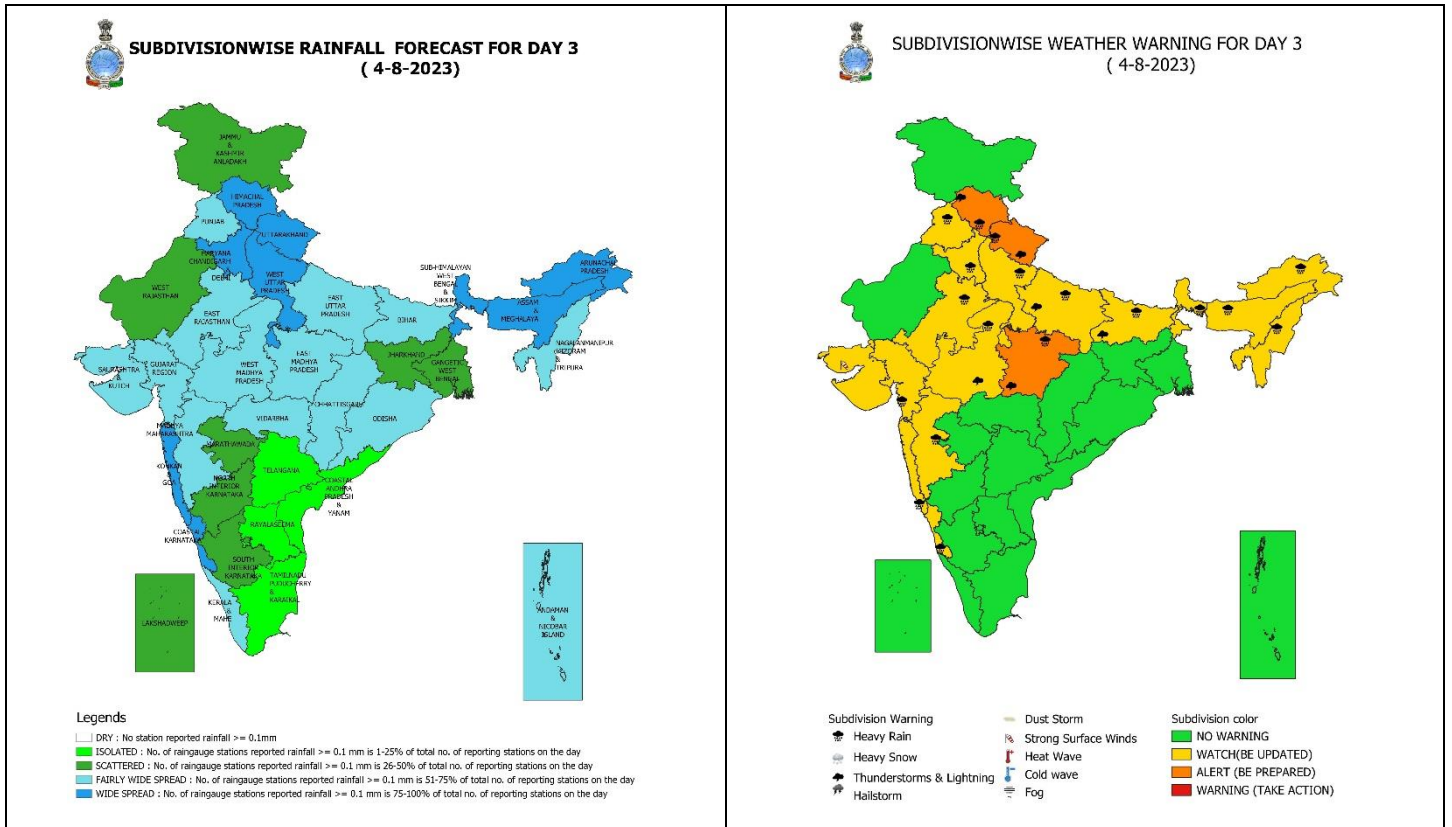 SUBDIVISIONWISE RAINFALL FORECAST FOR DAY 3
( 4-8-2023)
JAMMU
&
KASHMIR
ANLADAKH
HIMACHAL
PRADESH
PUNJAB
UTTARAKHAND
HARYANA
CHANDIGARH
DELHI
WEST
UTTAR
PRADESH
WEST
RAJASTHAN
EAST
RAJASTHAN
EAST
UTTAR
PRADESH
BIHAR
SUB-HIMALAYAN
WEST
BENGAL
&
SIKKIM
ARUNACHAL
PRADESH
ASSAM
&
MEGHALAYA
NAGALANMANIPUR
MIZORAM
&
TRIPURA
SAURASHTRA
&
KUTCH
GUJARAT
REGION
WEST
MADHYA
PRADESH
EAST
MADHYA
PRADESH
JHARKHAND
GANGETIC
WEST
BENGAL
CHHATTISGARH
ODISHA
VIDARBHA
MADHYA
MAHARASHTRA
MARATHAWADA
KONKAN
&
GOA
NORTH
INTERIOR
KARNATAKA
TELANGANA
COASTAL
ANDHRA
PRADESH
&
YANAM
RAYALASEEMA
COASTAL
KARNATAKA
SOUTH
INTERIOR
KARNATAKA
TAMILNADU
PUDUCHERRY
&
KARAIKAL
KERALA
&
MAHE
LAKSHADWEEP
ANDAMAN
&
NICOBAR
ISLAND
Legends
DRY : No station reported rainfall >= 0.1mm
ISOLATED : No. of raingauge stations reported rainfall >= 0.1 mm is 1-25% of total no. of reporting stations on the day
SCATTERED : No. of raingauge stations reported rainfall >= 0.1 mm is 26-50% of total no. of reporting stations on the day
FAIRLY WIDE SPREAD : No. of raingauge stations reported rainfall >= 0.1 mm is 51-75% of total no. of reporting stations on the day
WIDE SPREAD : No. of raingauge stations reported rainfall >= 0.1 mm is 75-100% of total no. of reporting stations on the day
SUBDIVISIONWISE WEATHER WARNING FOR DAY 3
( 4-8-2023)
Subdivision Warning
Heavy Rain
Heavy Snow
Thunderstorms & Lightning
Hailstorm
Dust Storm
Strong Surface Winds
Heat Wave
Cold wave
Fog
Subdivision color
NO WARNING
WATCH(BE UPDATED)
ALERT (BE PREPARED)
WARNING (TAKE ACTION)